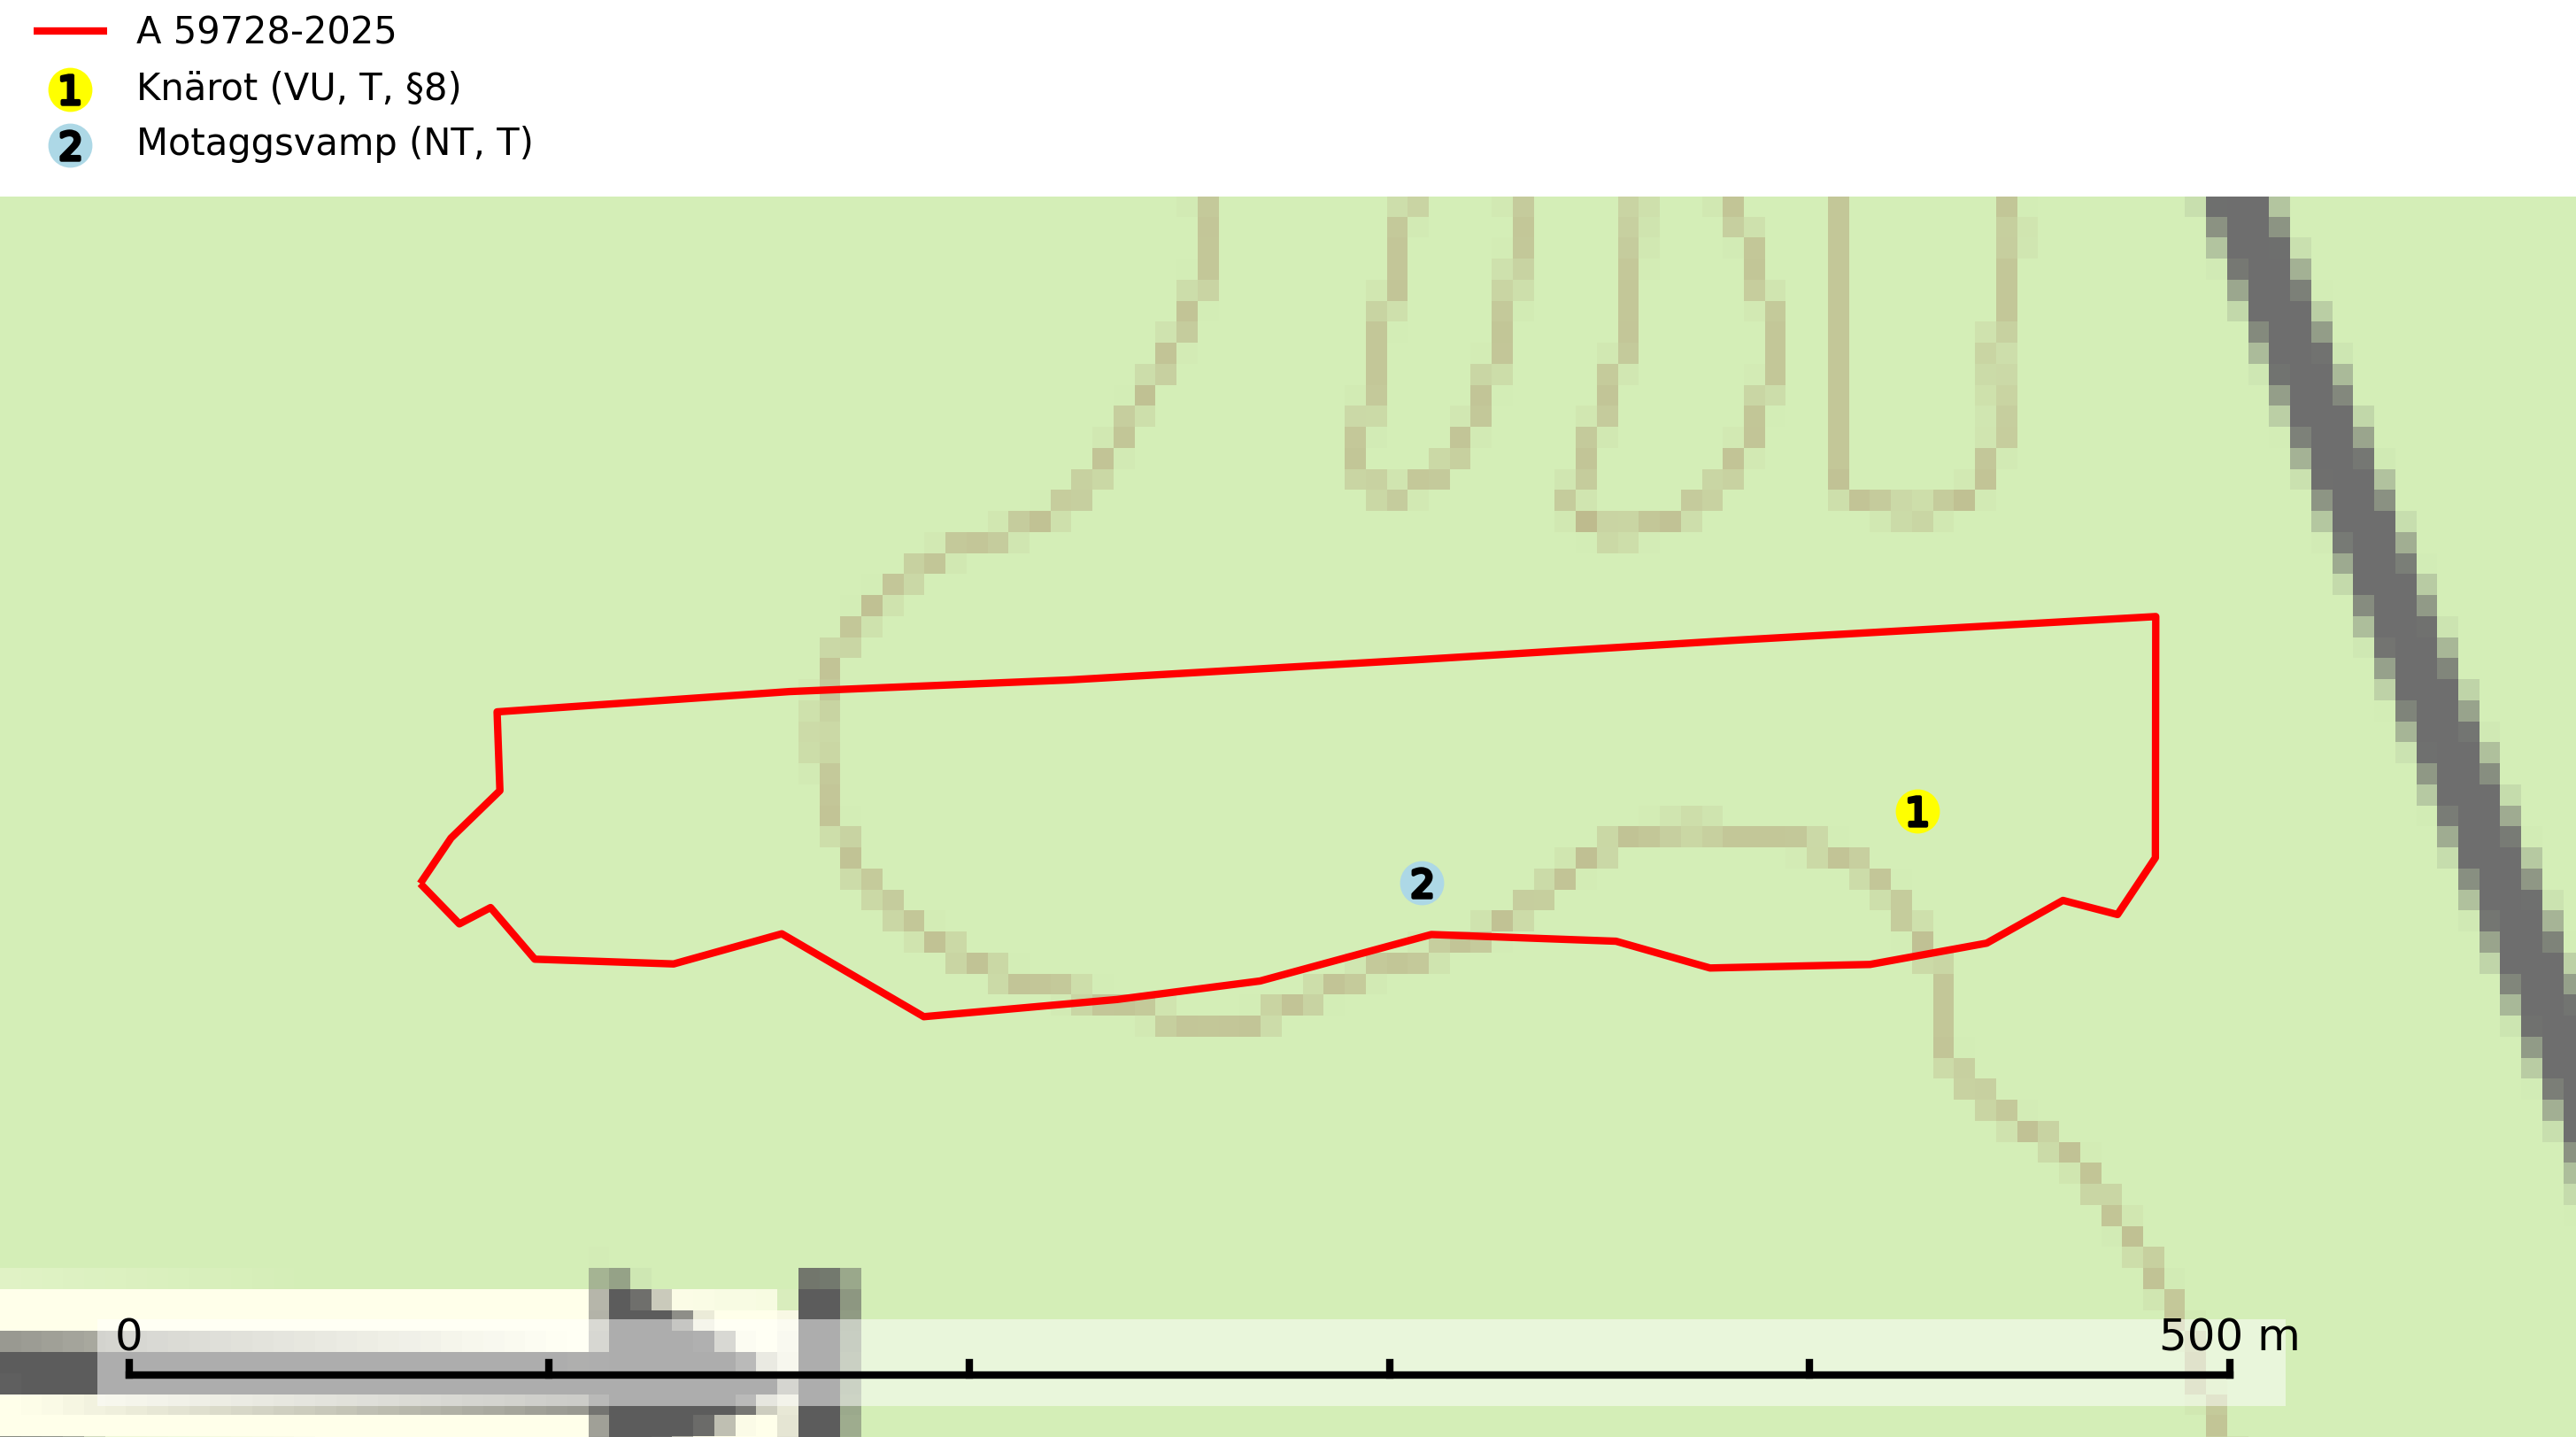 A 59728-2025
1 Knärot (VU, T, §8)
2 Motaggsvamp (NT, T)
1
2
0 500 m